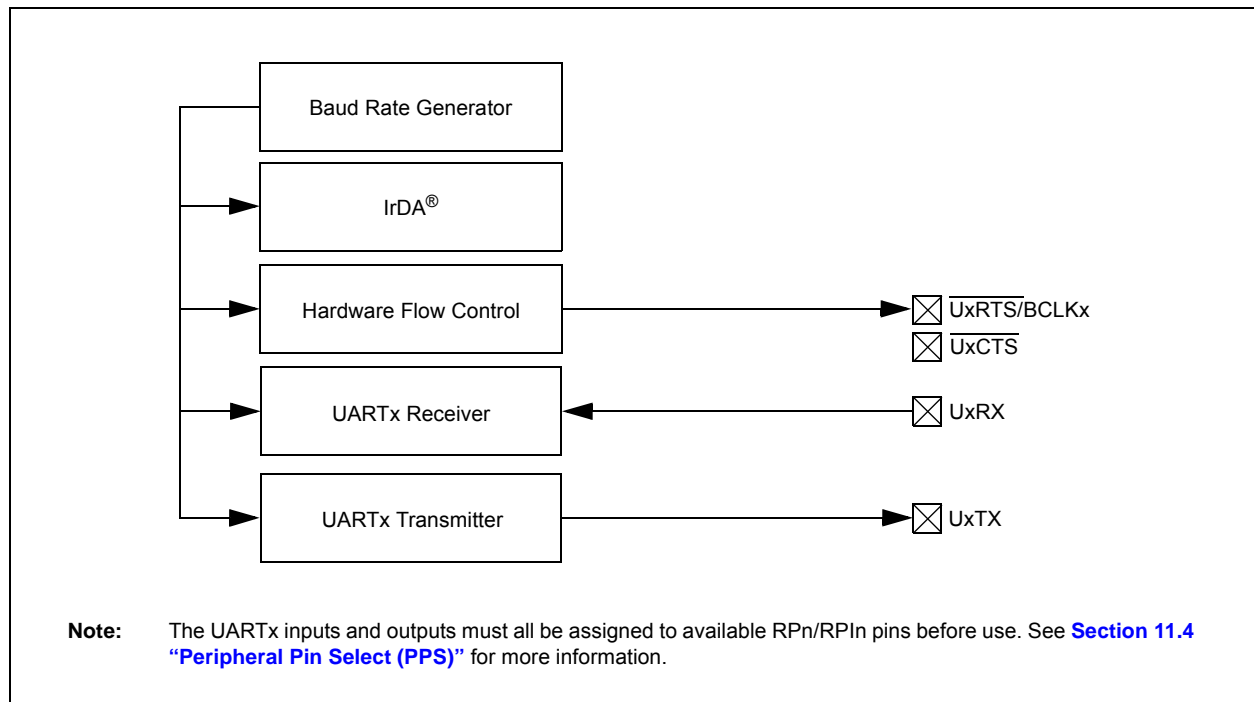 Baud Rate Generator
IrDA®
Hardware Flow Control
UxRTS/BCLKx
UxCTS
UARTx Receiver
UxRX
UARTx Transmitter
UxTX
Note: The UARTx inputs and outputs must all be assigned to available RPn/RPIn pins before use. See Section 11.4
“Peripheral Pin Select (PPS)” for more information.